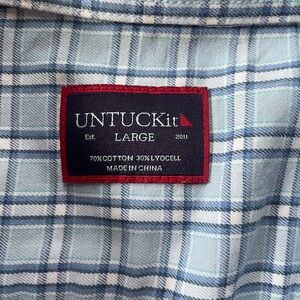 UNTUCKit
Est. LARGE 2011
70% COTTON 30% LYOCELL
MADE IN CHINA